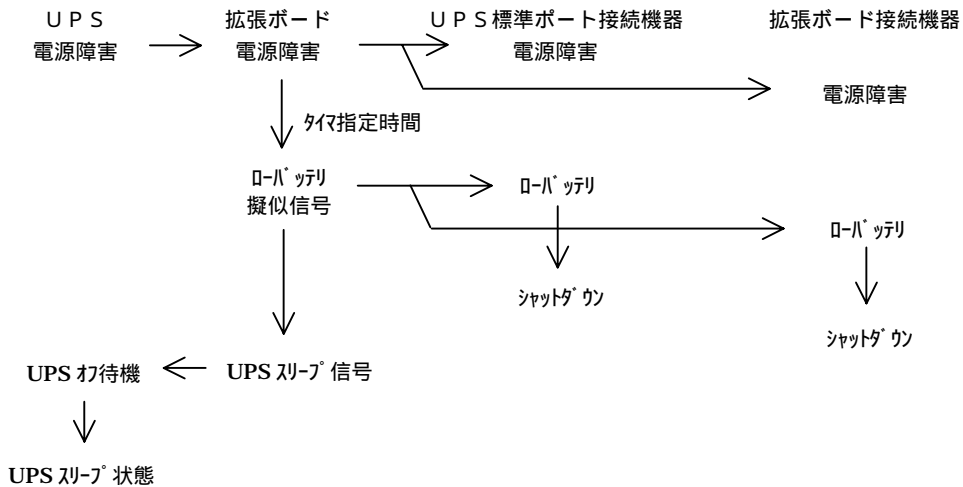 ＵＰＳ 拡張ボード ＵＰＳ標準ポート接続機器 拡張ボード接続機器
電源障害 電源障害 電源障害
電源障害
ﾀｲﾏ指定時間
ﾛｰﾊﾞｯﾃﾘ ﾛｰﾊﾞｯﾃﾘ
擬似信号
ﾛｰﾊﾞｯﾃﾘ
ｼｬｯﾄﾀﾞｳﾝ
ｼｬｯﾄﾀﾞｳﾝ
UPS ｵﾌ待機 UPS ｽﾘｰﾌﾟ信号
UPS ｽﾘｰﾌﾟ状態